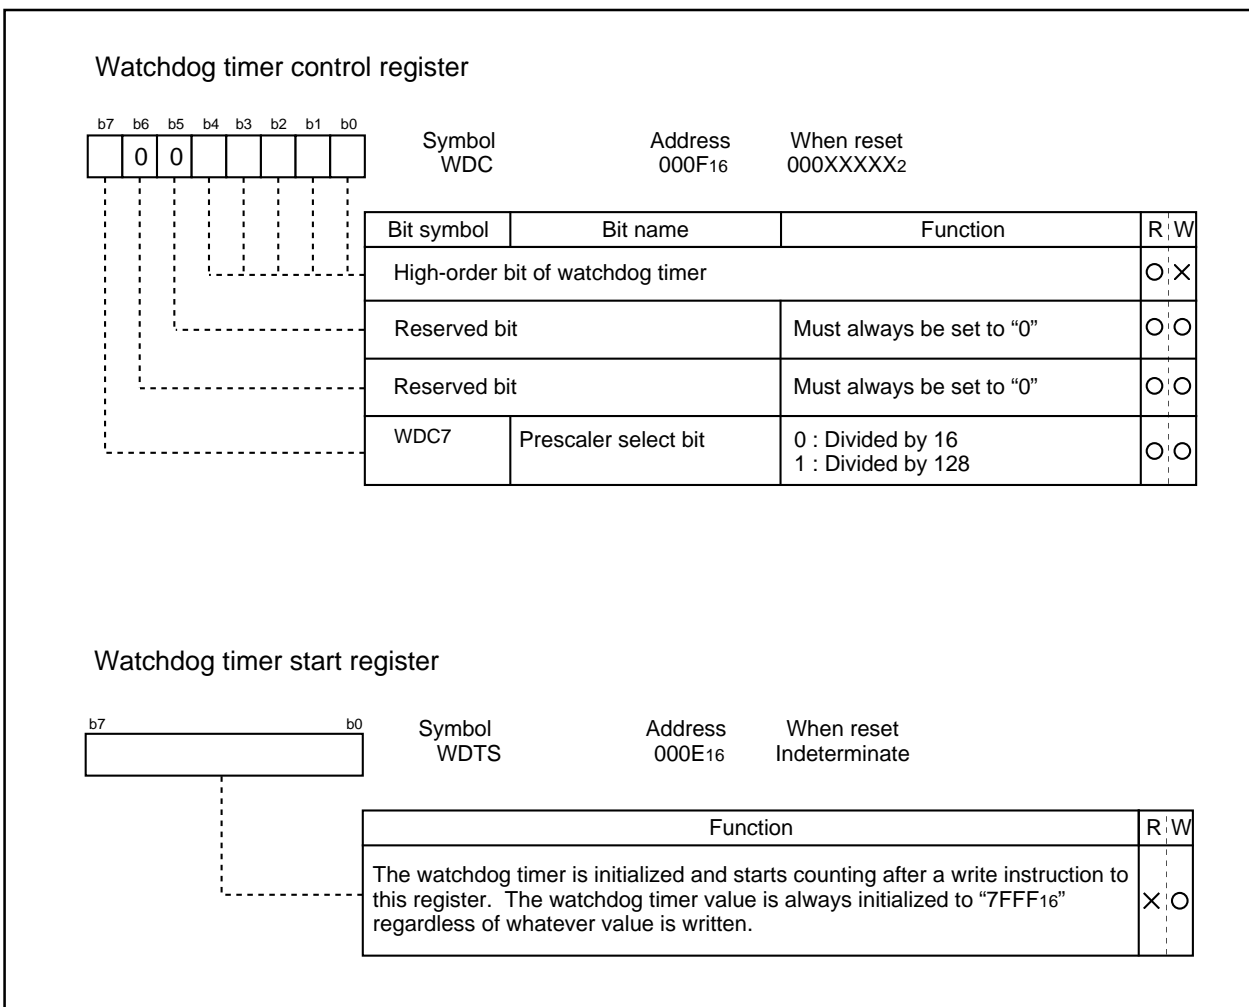 Watchdog timer control register
b7 b6 b5 b4 b3 b2 b1 b0
0 0
Symbol Address When reset
WDC 000F16 000XXXXX2
Bit symbol Bit name Function R W
High-order bit of watchdog timer
Reserved bit Must always be set to “0”
Reserved bit Must always be set to “0”
WDC7 Prescaler select bit 0 : Divided by 16
1 : Divided by 128
Watchdog timer start register
b7 b0
Symbol Address When reset
WDTS 000E16 Indeterminate
Function R W
The watchdog timer is initialized and starts counting after a write instruction to
this register. The watchdog timer value is always initialized to “7FFF16”
regardless of whatever value is written.